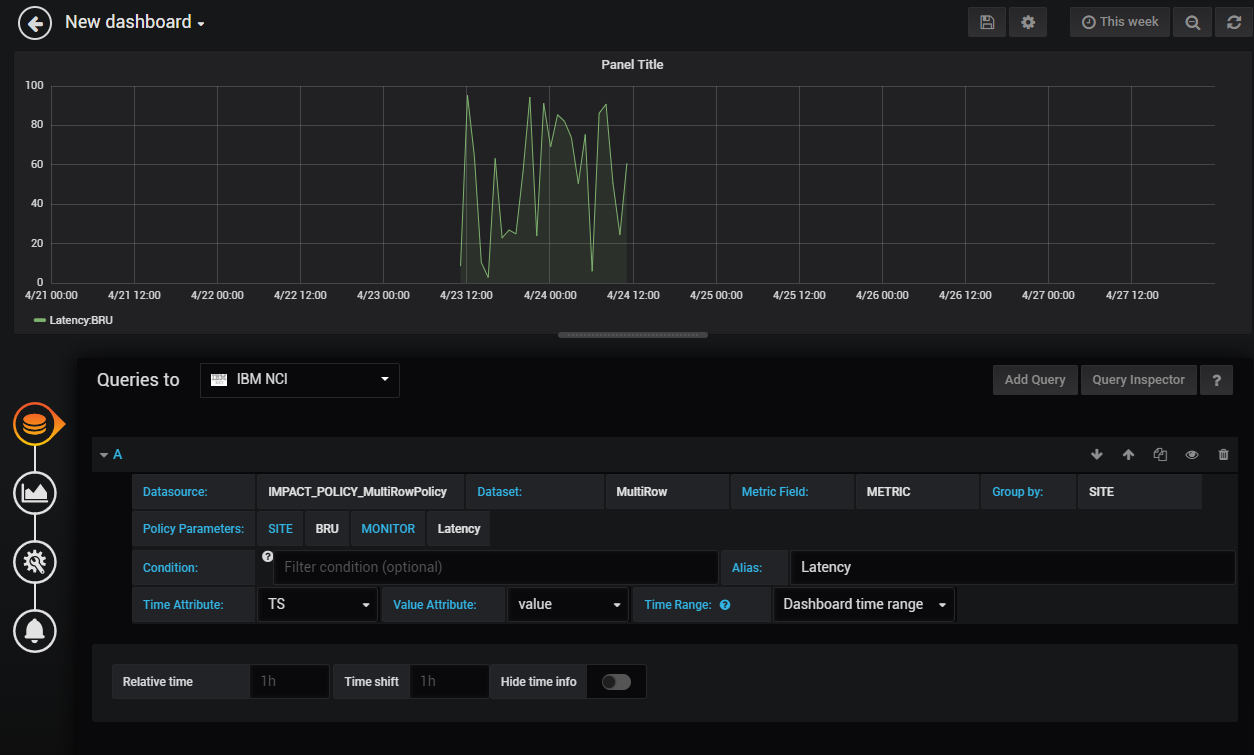 New dashboard
This week
Panel Title
100
80
60
40
20
0
4/21 00:00 4/21 12:00 4/22 00:00 4/22 12:00 4/23 00:00 4/23 12:00 4/24 00:00 4/24 12:00 4/25 00:00 4/25 12:00 4/26 00:00 4/26 12:00 4/27 00:00 4/27 12:00
Latency:BRU
Queries to IBM NCI Add Query Query Inspector ?
A
Datasource: IMPACT_POLICY_MultiRowPolicy Dataset: MultiRow Metric Field: METRIC Group by: SITE
Policy Parameters: SITE BRU MONITOR Latency
Condition: ? Filter condition (optional) Alias: Latency
Time Attribute: TS Value Attribute: value Time Range: ? Dashboard time range
Relative time 1h Time shift 1h Hide time info